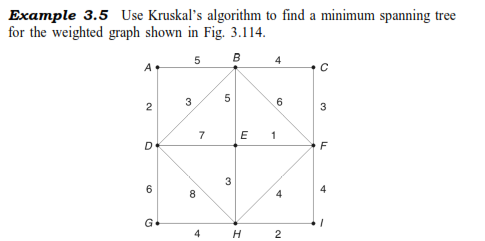 Example 3.5 Use Kruskal's algorithm to find a minimum spanning tree
for the weighted graph shown in Fig. 3.114.
A 5 B 4 C
2 3 5 6 3
D 7 E 1 F
6 8 3 4 4
G 4 H 2 I